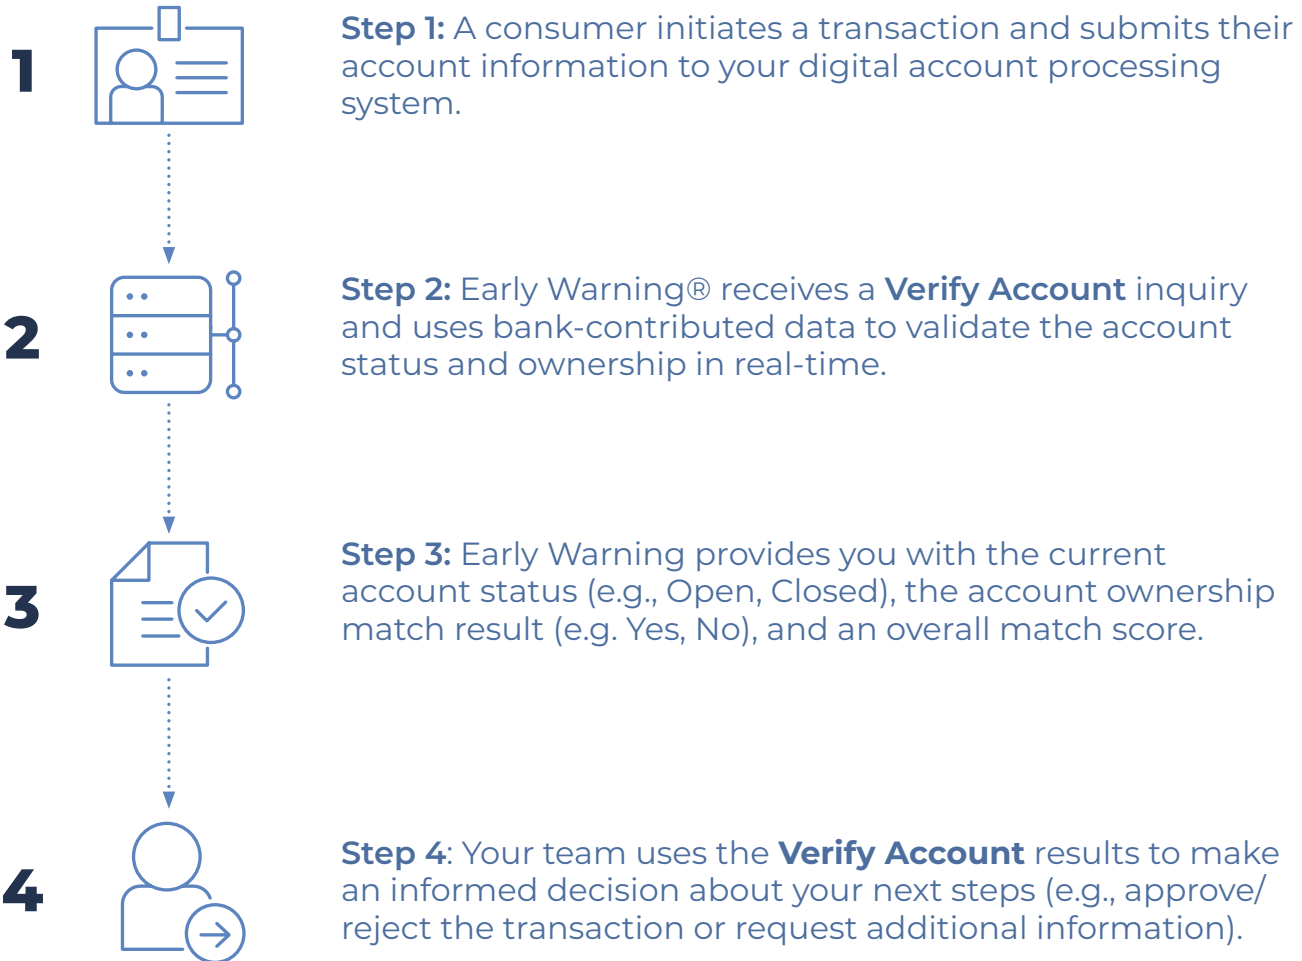 1
Step 1: A consumer initiates a transaction and submits their
account information to your digital account processing
system.
2
Step 2: Early Warning® receives a Verify Account inquiry
and uses bank-contributed data to validate the account
status and ownership in real-time.
3
Step 3: Early Warning provides you with the current
account status (e.g., Open, Closed), the account ownership
match result (e.g. Yes, No), and an overall match score.
4
Step 4: Your team uses the Verify Account results to make
an informed decision about your next steps (e.g., approve/
reject the transaction or request additional information).